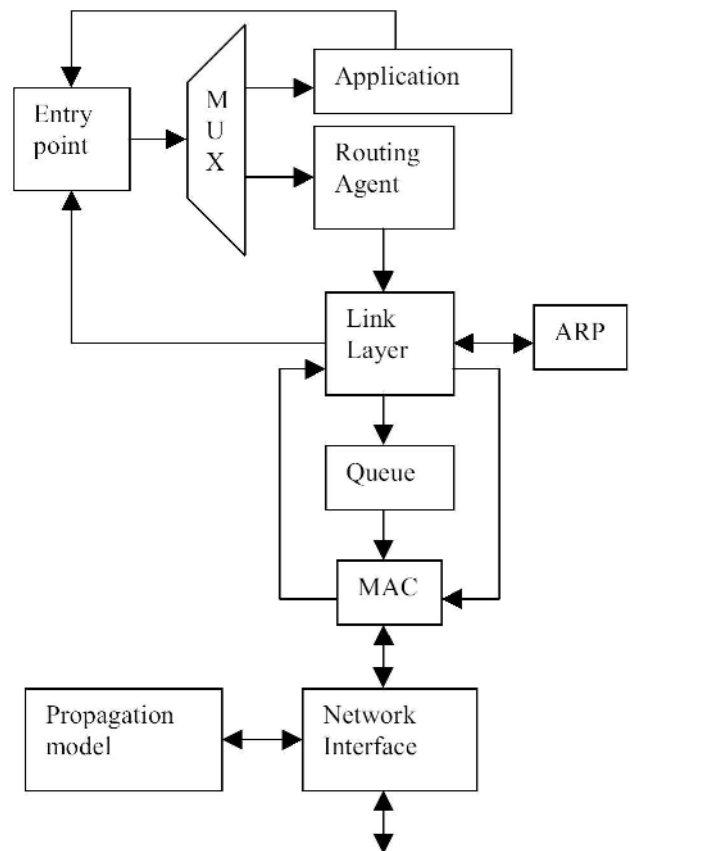 Application
Entry
point
M
U
X
Routing
Agent
Link
Layer
ARP
Queue
MAC
Propagation
model
Network
Interface